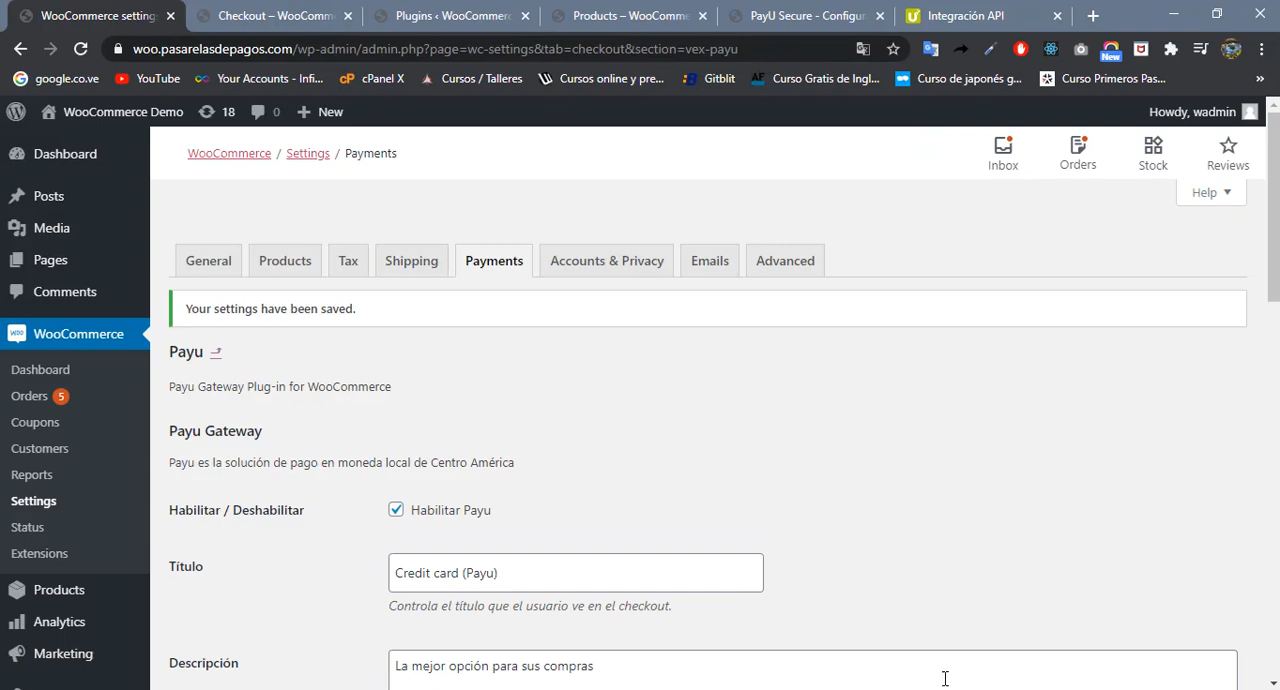 WooCommerce setting
Checkout – WooComm
Plugins ‹ WooCommerc
Products – WooComme
PayU Secure - Configur
Integración API
woo.pasarelasdepagos.com/wp-admin/admin.php?page=wc-settings&tab=checkout&section=vex-payu
New
google.co.ve
YouTube
Your Accounts - Infi...
cPanel X
Cursos / Talleres
Cursos online y pre...
Gitblit
Curso Gratis de Ingl...
Curso de japonés g...
Curso Primeros Pas...
»
WooCommerce Demo
18
0
New
Howdy, wadmin
Dashboard
Posts
Media
Pages
Comments
WooCommerce
Dashboard
Orders 5
Coupons
Customers
Reports
Settings
Status
Extensions
Products
Analytics
Marketing
WooCommerce / Settings / Payments
Inbox
Orders
Stock
Reviews
Help
General
Products
Tax
Shipping
Payments
Accounts & Privacy
Emails
Advanced
Your settings have been saved.
Payu
Payu Gateway Plug-in for WooCommerce
Payu Gateway
Payu es la solución de pago en moneda local de Centro América
Habilitar / Deshabilitar
Habilitar Payu
Título
Credit card (Payu)
Controla el título que el usuario ve en el checkout.
Descripción
La mejor opción para sus compras